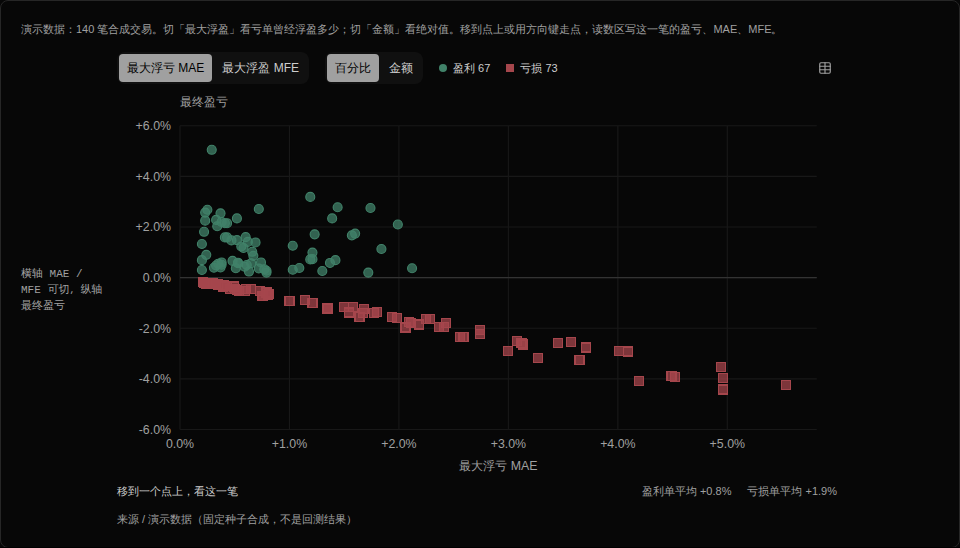 演示数据：140 笔合成交易。切「最大浮盈」看亏单曾经浮盈多少；切「金额」看绝对值。移到点上或用方向键走点，读数区写这一笔的盈亏、MAE、MFE。
最大浮亏 MAE 最大浮盈 MFE 百分比 金额 盈利 67 亏损 73
最终盈亏
+6.0%
+4.0%
+2.0%
0.0%
-2.0%
-4.0%
-6.0%
横轴 MAE /
MFE 可切, 纵轴
最终盈亏
0.0% +1.0% +2.0% +3.0% +4.0% +5.0%
最大浮亏 MAE
移到一个点上，看这一笔
盈利单平均 +0.8% 亏损单平均 +1.9%
来源 / 演示数据（固定种子合成，不是回测结果）